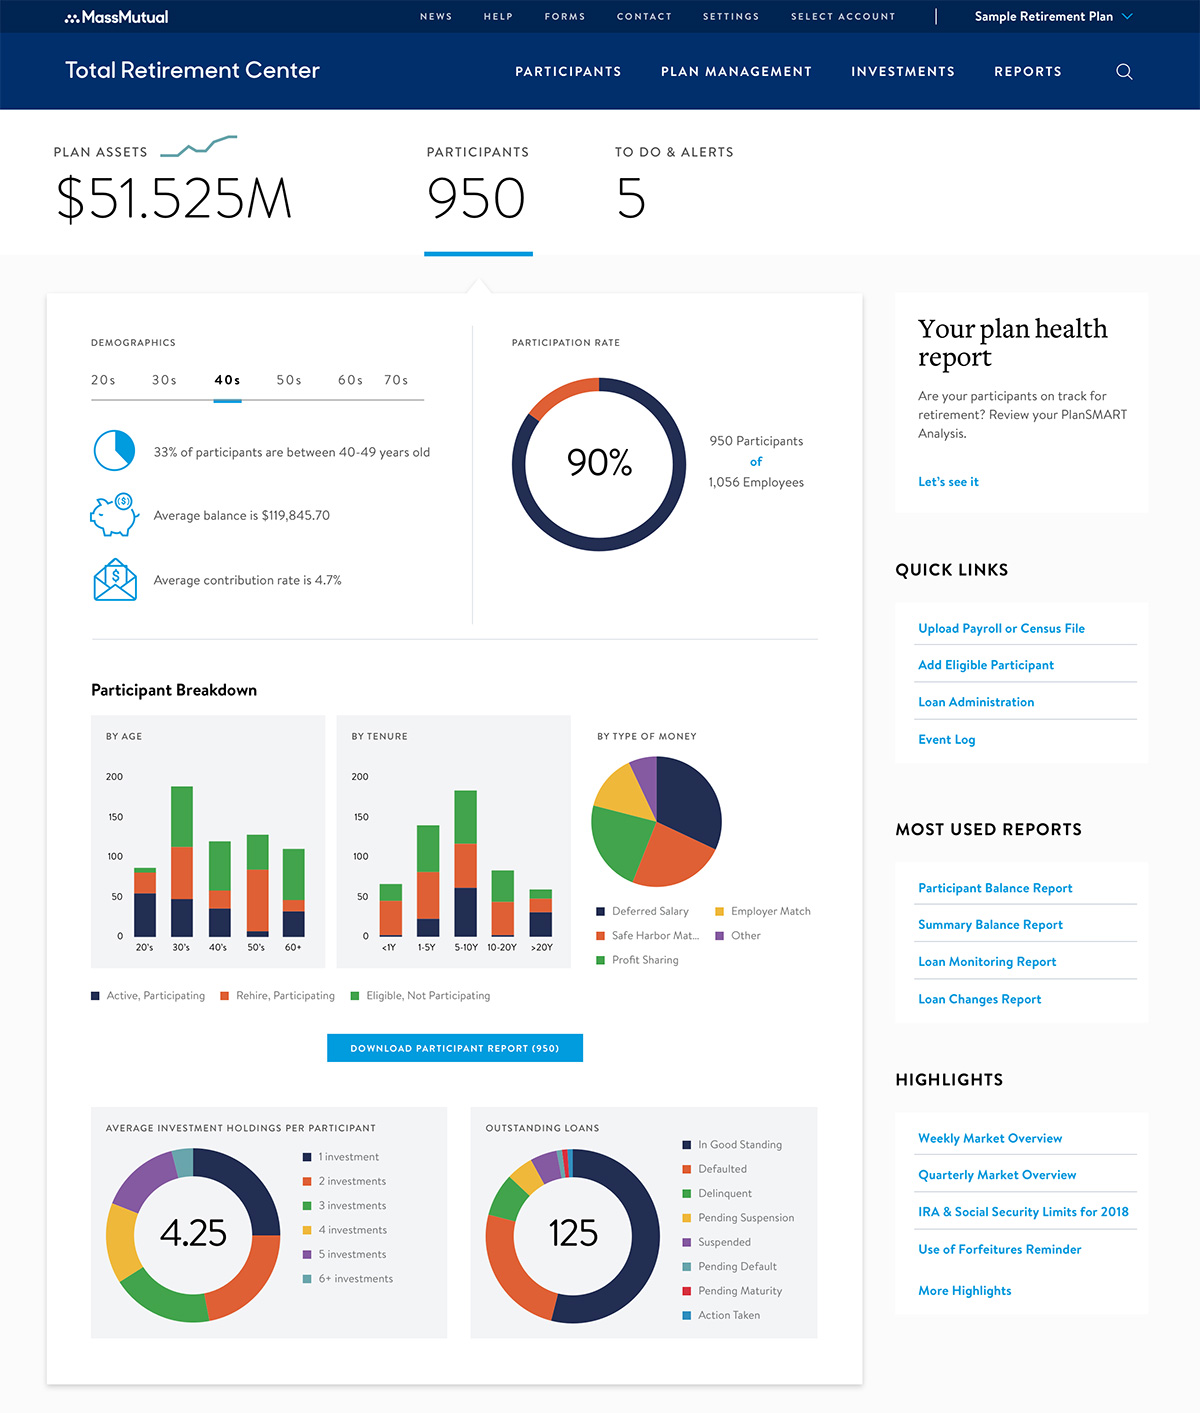 MassMutual
NEWS HELP FORMS CONTACT SETTINGS SELECT ACCOUNT Sample Retirement Plan
Total Retirement Center
PARTICIPANTS PLAN MANAGEMENT INVESTMENTS REPORTS
PLAN ASSETS
$51.525M
PARTICIPANTS
950
TO DO & ALERTS
5
DEMOGRAPHICS
20s 30s 40s 50s 60s 70s
33% of participants are between 40-49 years old
($)
Average balance is $119,845.70
$
Average contribution rate is 4.7%
PARTICIPATION RATE
90%
950 Participants
of
1,056 Employees
Participant Breakdown
BY AGE
200
150
100
50
0
20's 30's 40's 50's 60+
BY TENURE
200
150
100
50
0
<1Y 1-5Y 5-10Y 10-20Y >20Y
BY TYPE OF MONEY
Deferred Salary
Safe Harbor Mat...
Profit Sharing
Employer Match
Other
Active, Participating Rehire, Participating Eligible, Not Participating
DOWNLOAD PARTICIPANT REPORT (950)
AVERAGE INVESTMENT HOLDINGS PER PARTICIPANT
4.25
1 investment
2 investments
3 investments
4 investments
5 investments
6+ investments
OUTSTANDING LOANS
125
In Good Standing
Defaulted
Delinquent
Pending Suspension
Suspended
Pending Default
Pending Maturity
Action Taken
Your plan health
report
Are your participants on track for
retirement? Review your PlanSMART
Analysis.
Let's see it
QUICK LINKS
Upload Payroll or Census File
Add Eligible Participant
Loan Administration
Event Log
MOST USED REPORTS
Participant Balance Report
Summary Balance Report
Loan Monitoring Report
Loan Changes Report
HIGHLIGHTS
Weekly Market Overview
Quarterly Market Overview
IRA & Social Security Limits for 2018
Use of Forfeitures Reminder
More Highlights